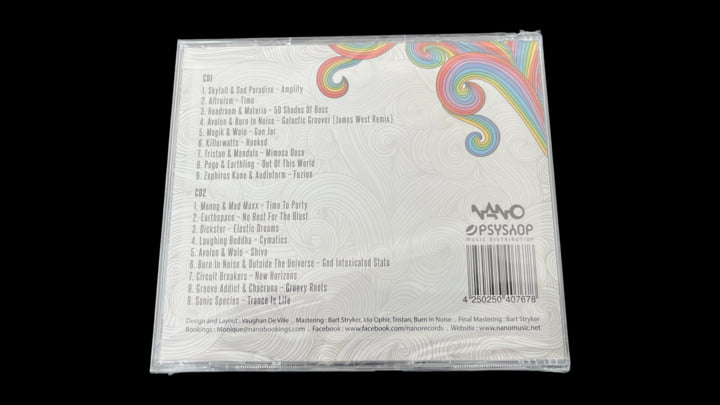 CD1
1. Skyfall & Sad Paradise - Amplify
2. Altruism - Time
3. Headroom & Materia - 50 Shades Of Bass
4. Avalon & Burn In Noise - Galactic Groover (James West Remix)
5. Magik & Waio - Gan Jar
6. Killerwatts - Hooked
7. Tristan & Mandala - Mimosa Dosa
8. Pogo & Earthling - Out Of This World
9. Zephirus Kane & Audioform - Fuzion
CD2
1. Menog & Mad Maxx - Time To Party
2. Earthspace - No Rest For The Blast
3. Dickster - Elastic Dreams
4. Laughing Buddha - Cymatics
5. Avalon & Waio - Shiva
6. Burn In Noise & Outside The Universe - God Intoxicated State
7. Circuit Breakers - New Horizons
8. Groove Addict & Chacruna - Groovy Roots
9. Sonic Species - Trance In Life
NANO
PSYSHOP
MUSIC DISTRIBUTION
4 250250 407678
Design and Layout . Vaughan De Ville . Mastering : Bart Stryker, Ido Ophir, Tristan, Burn in Noise . Final Mastering : Bart Stryker
Bookings : Monique@nanobookings.com . Facebook : www.facebook.com/nanorecords . Website : www.nanomusic.net